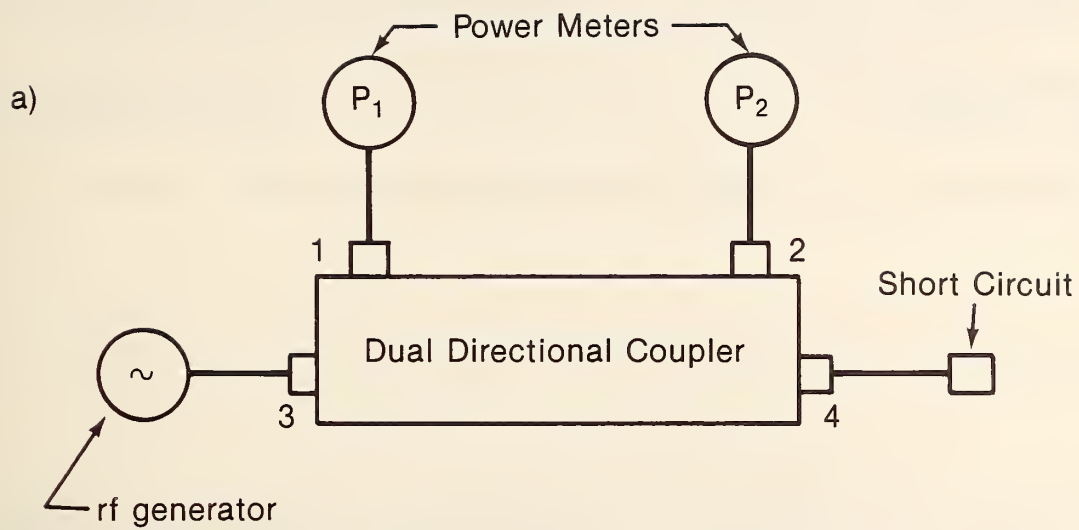 Power Meters
a)
P₁
P₂
1
2
Short Circuit
Dual Directional Coupler
~
3
4
rf generator